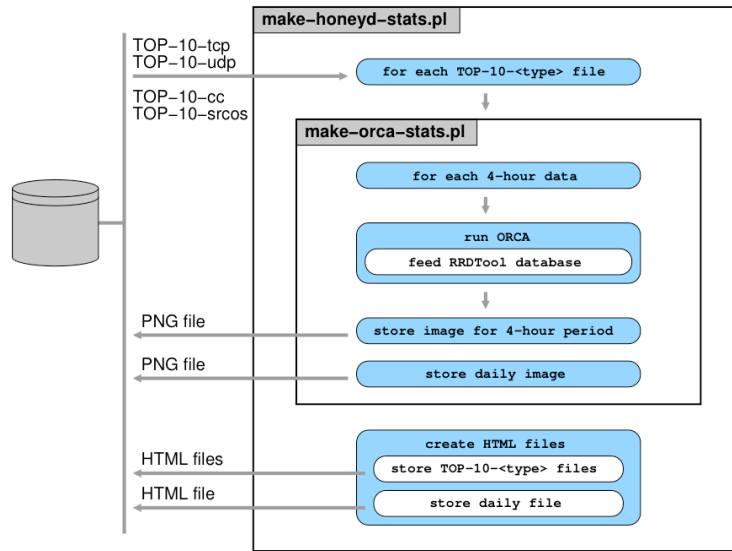 make−honeyd−stats.pl
TOP−10−tcp
TOP−10−udp
for each TOP-10-<type> file
TOP−10−cc
TOP−10−srcos
make−orca−stats.pl
for each 4-hour data
run ORCA
feed RRDTool database
PNG file
store image for 4-hour period
PNG file
store daily image
create HTML files
HTML files
store TOP-10-<type> files
HTML file
store daily file